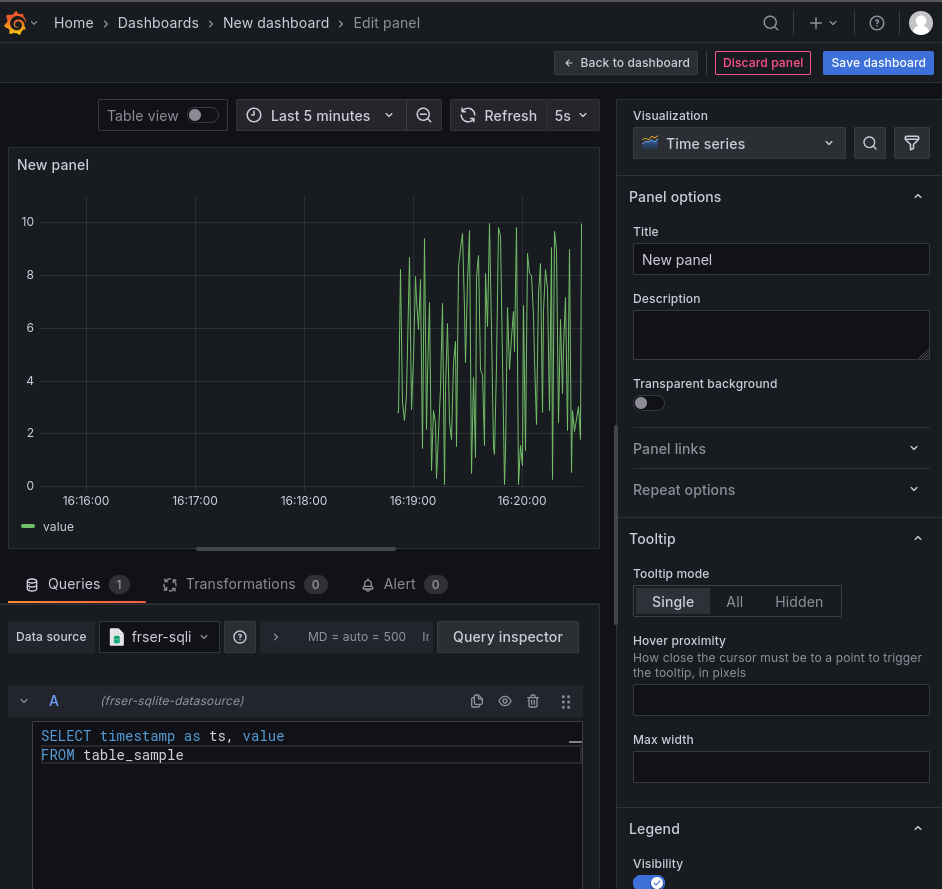 Home › Dashboards › New dashboard › Edit panel
← Back to dashboard
Discard panel
Save dashboard
Table view
Last 5 minutes
Refresh
5s
New panel
10
8
6
4
2
0
16:16:00 16:17:00 16:18:00 16:19:00 16:20:00
value
Queries 1
Transformations 0
Alert 0
Data source
frser-sqli
MD = auto = 500
In
Query inspector
A
(frser-sqlite-datasource)
SELECT timestamp as ts, value
FROM table_sample
Visualization
Time series
Panel options
Title
New panel
Description
Transparent background
Panel links
Repeat options
Tooltip
Tooltip mode
Single All Hidden
Hover proximity
How close the cursor must be to a point to trigger
the tooltip, in pixels
Max width
Legend
Visibility